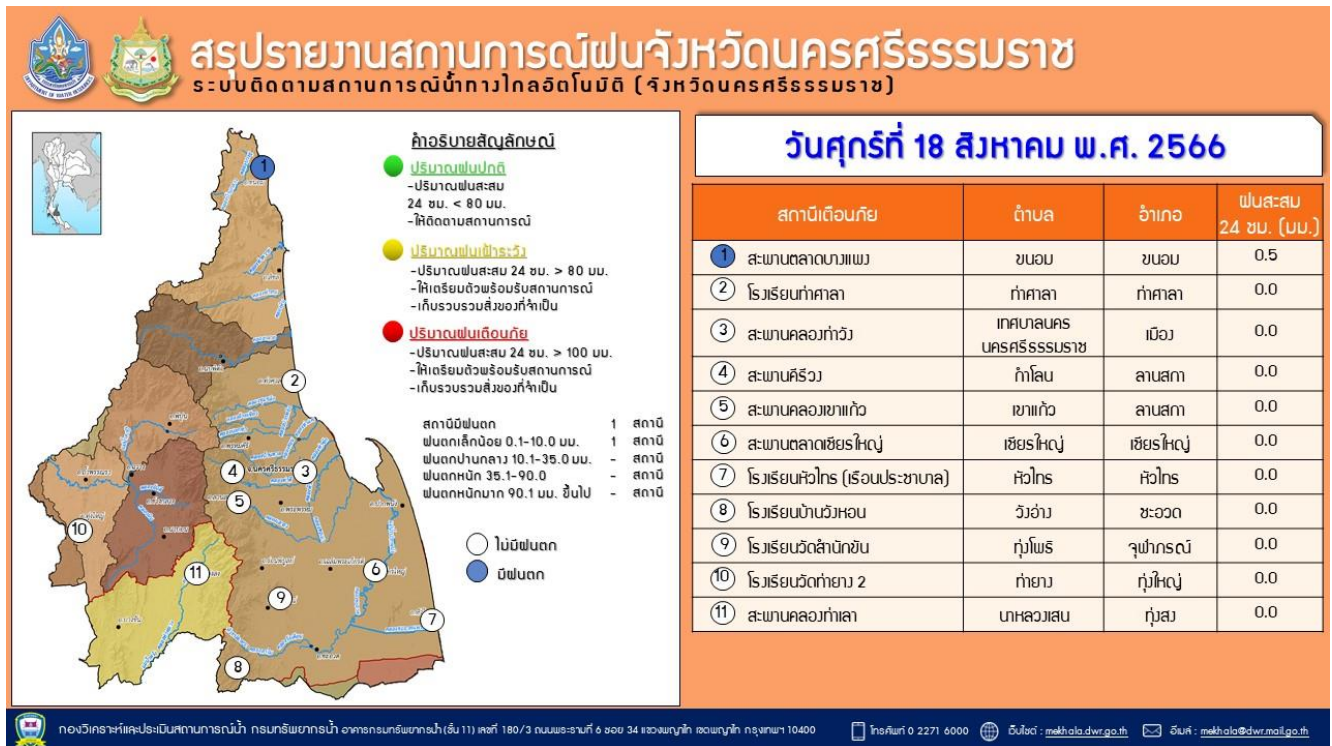 สรุปรายงานสถานการณ์ฝนจังหวัดนครศรีธรรมราช
ระบบติดตามสถานการณ์น้ำทางไกลอัตโนมัติ (จังหวัดนครศรีธรรมราช)
คำอธิบายสัญลักษณ์
ปริมาณฝนปกติ
-ปริมาณฝนสะสม
24 ชม. < 80 มม.
-ให้ติดตามสถานการณ์
ปริมาณฝนเฝ้าระวัง
-ปริมาณฝนสะสม 24 ชม. > 80 มม.
-ให้เตรียมตัวพร้อมรับสถานการณ์
-เก็บรวบรวมสิ่งของที่จำเป็น
ปริมาณฝนเตือนภัย
-ปริมาณฝนสะสม 24 ชม. > 100 มม.
-ให้เตรียมตัวพร้อมรับสถานการณ์
-เก็บรวบรวมสิ่งของที่จำเป็น
สถานีมีฝนตก 1 สถานี
ฝนตกเล็กน้อย 0.1-10.0 มม. 1 สถานี
ฝนตกปานกลาง 10.1-35.0 มม. - สถานี
ฝนตกหนัก 35.1-90.0 - สถานี
ฝนตกหนักมาก 90.1 มม. ขึ้นไป - สถานี
ไม่มีฝนตก
มีฝนตก
1
2
3
4
5
6
7
8
9
10
11
วันศุกร์ที่ 18 สิงหาคม พ.ศ. 2566
สถานีเตือนภัย ตำบล อำเภอ ฝนสะสม
24 ชม. (มม.)
1 สะพานตลาดบางแพง ขนอม ขนอม 0.5
2 โรงเรียนท่าศาลา ท่าศาลา ท่าศาลา 0.0
3 สะพานคลองท่าวัง เทศบาลนคร
นครศรีธรรมราช เมือง 0.0
4 สะพานคีรีวง กำโลน ลานสกา 0.0
5 สะพานคลองเขาแก้ว เขาแก้ว ลานสกา 0.0
6 สะพานตลาดเชียรใหญ่ เชียรใหญ่ เชียรใหญ่ 0.0
7 โรงเรียนหัวไทร (เรือนประชาบาล) หัวไทร หัวไทร 0.0
8 โรงเรียนบ้านวังหอน วังอ่าง ชะอวด 0.0
9 โรงเรียนวัดสำนักขัน ทุ่งโพธิ จุฬาภรณ์ 0.0
10 โรงเรียนวัดท่ายาง 2 ท่ายาง ทุ่งใหญ่ 0.0
11 สะพานคลองท่าเลา นาหลวงเสน ทุ่งสง 0.0
กองวิเคราะห์และประเมินสถานการณ์น้ำ กรมทรัพยากรน้ำ อาคารกรมทรัพยากรน้ำ (ชั้น 11) เลขที่ 180/3 ถนนพระรามที่ 6 ซอย 34 แขวงพญาไท เขตพญาไท กรุงเทพฯ 10400 โทรศัพท์ 0 2271 6000 เว็บไซต์ : mekhala.dwr.go.th อีเมล์ : mekhala@dwr.mail.go.th